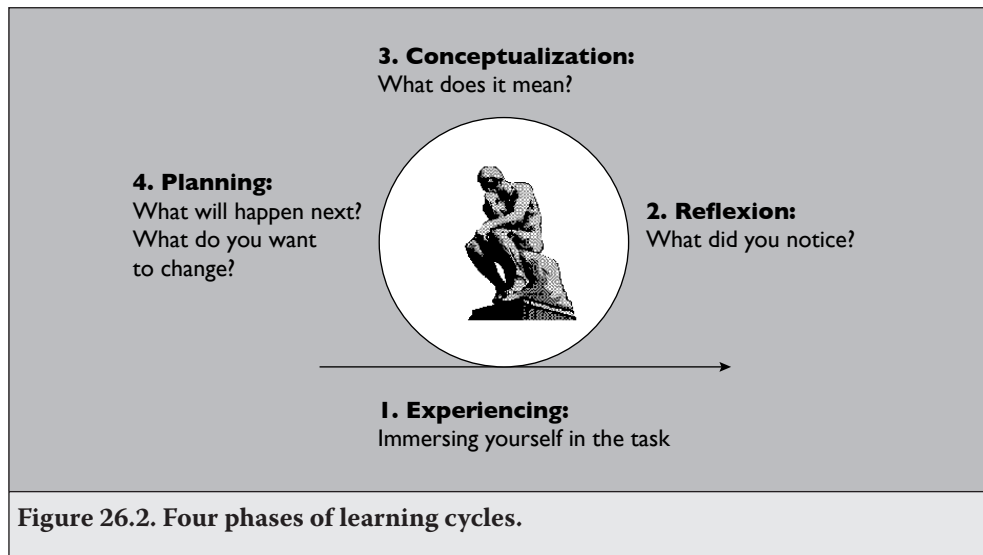 3. Conceptualization:
What does it mean?
4. Planning:
What will happen next?
What do you want
to change?
2. Reflexion:
What did you notice?
1. Experiencing:
Immersing yourself in the task
Figure 26.2. Four phases of learning cycles.